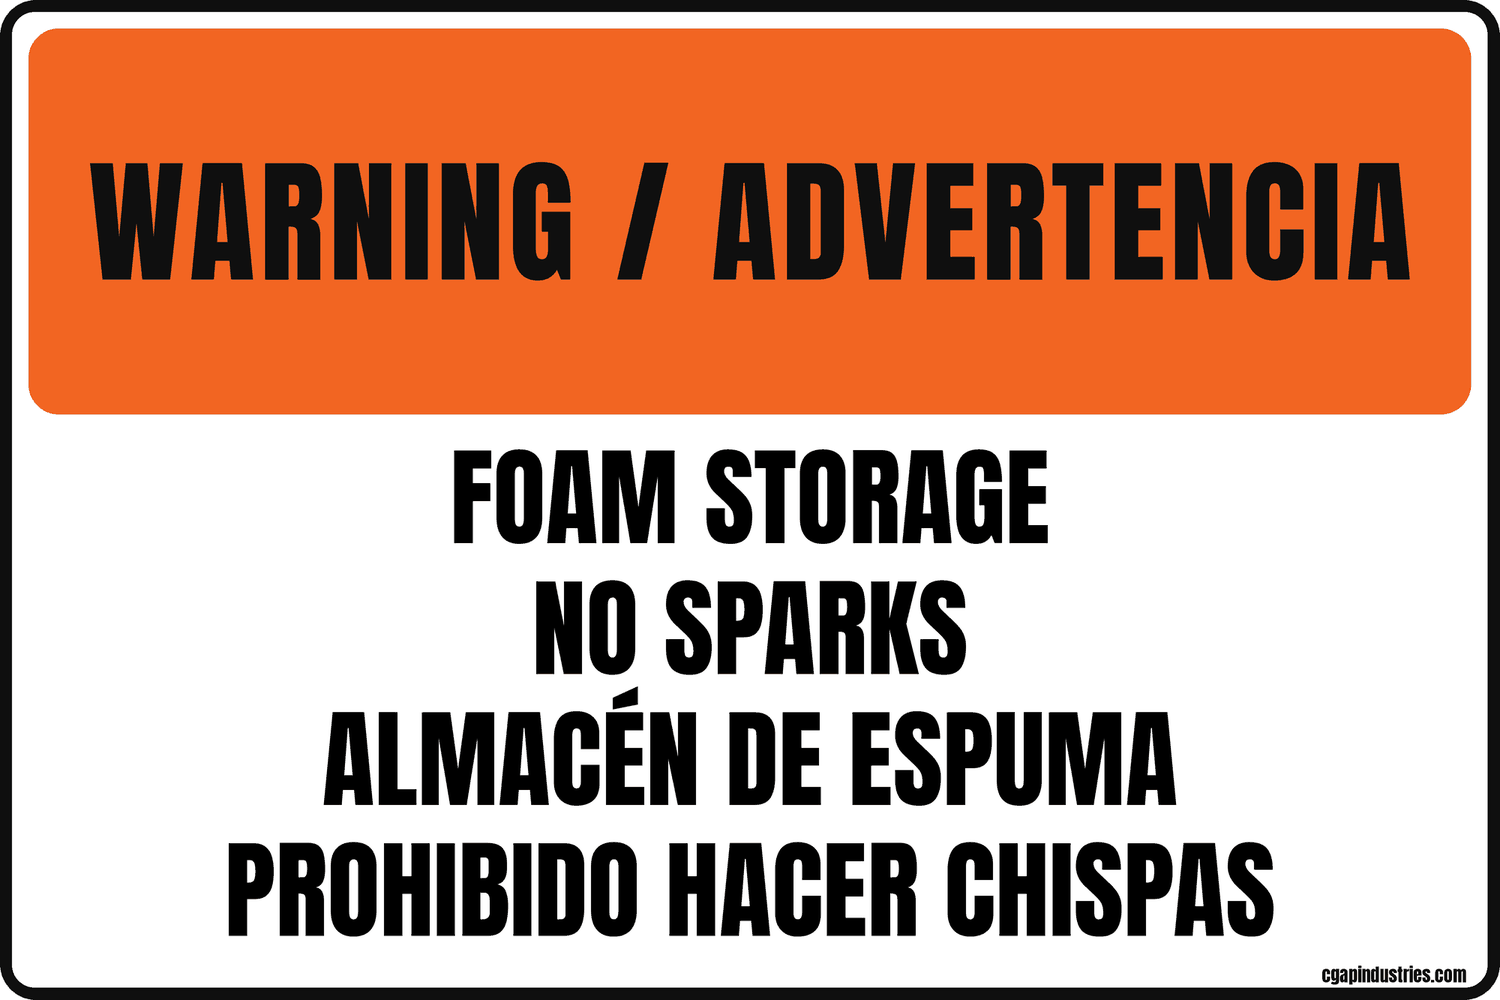 WARNING / ADVERTENCIA
FOAM STORAGE
NO SPARKS
ALMACÉN DE ESPUMA
PROHIBIDO HACER CHISPAS
cgapindustries.com